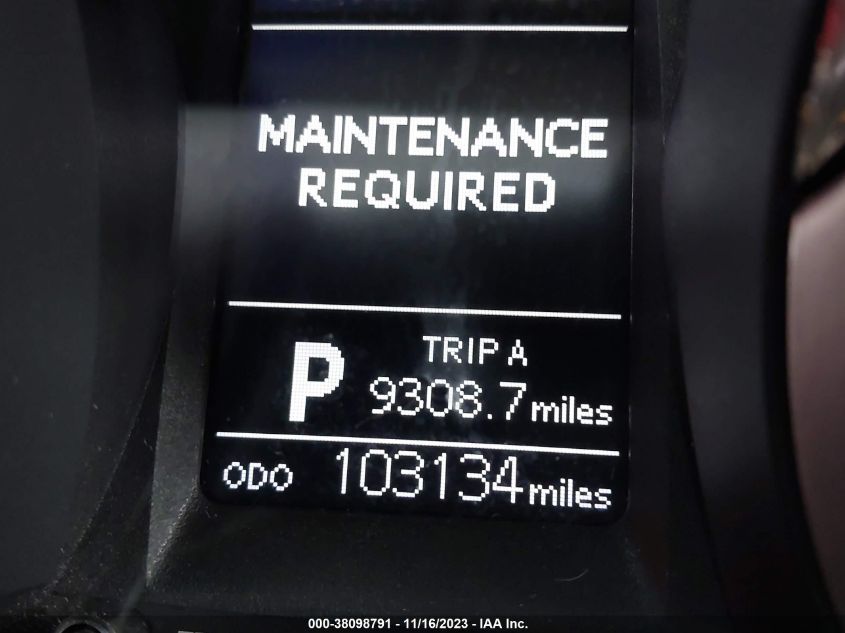 MAINTENANCE
REQUIRED
P
TRIP A
9308.7 miles
ODO 103134 miles
000-38098791 - 11/16/2023 - IAA Inc.